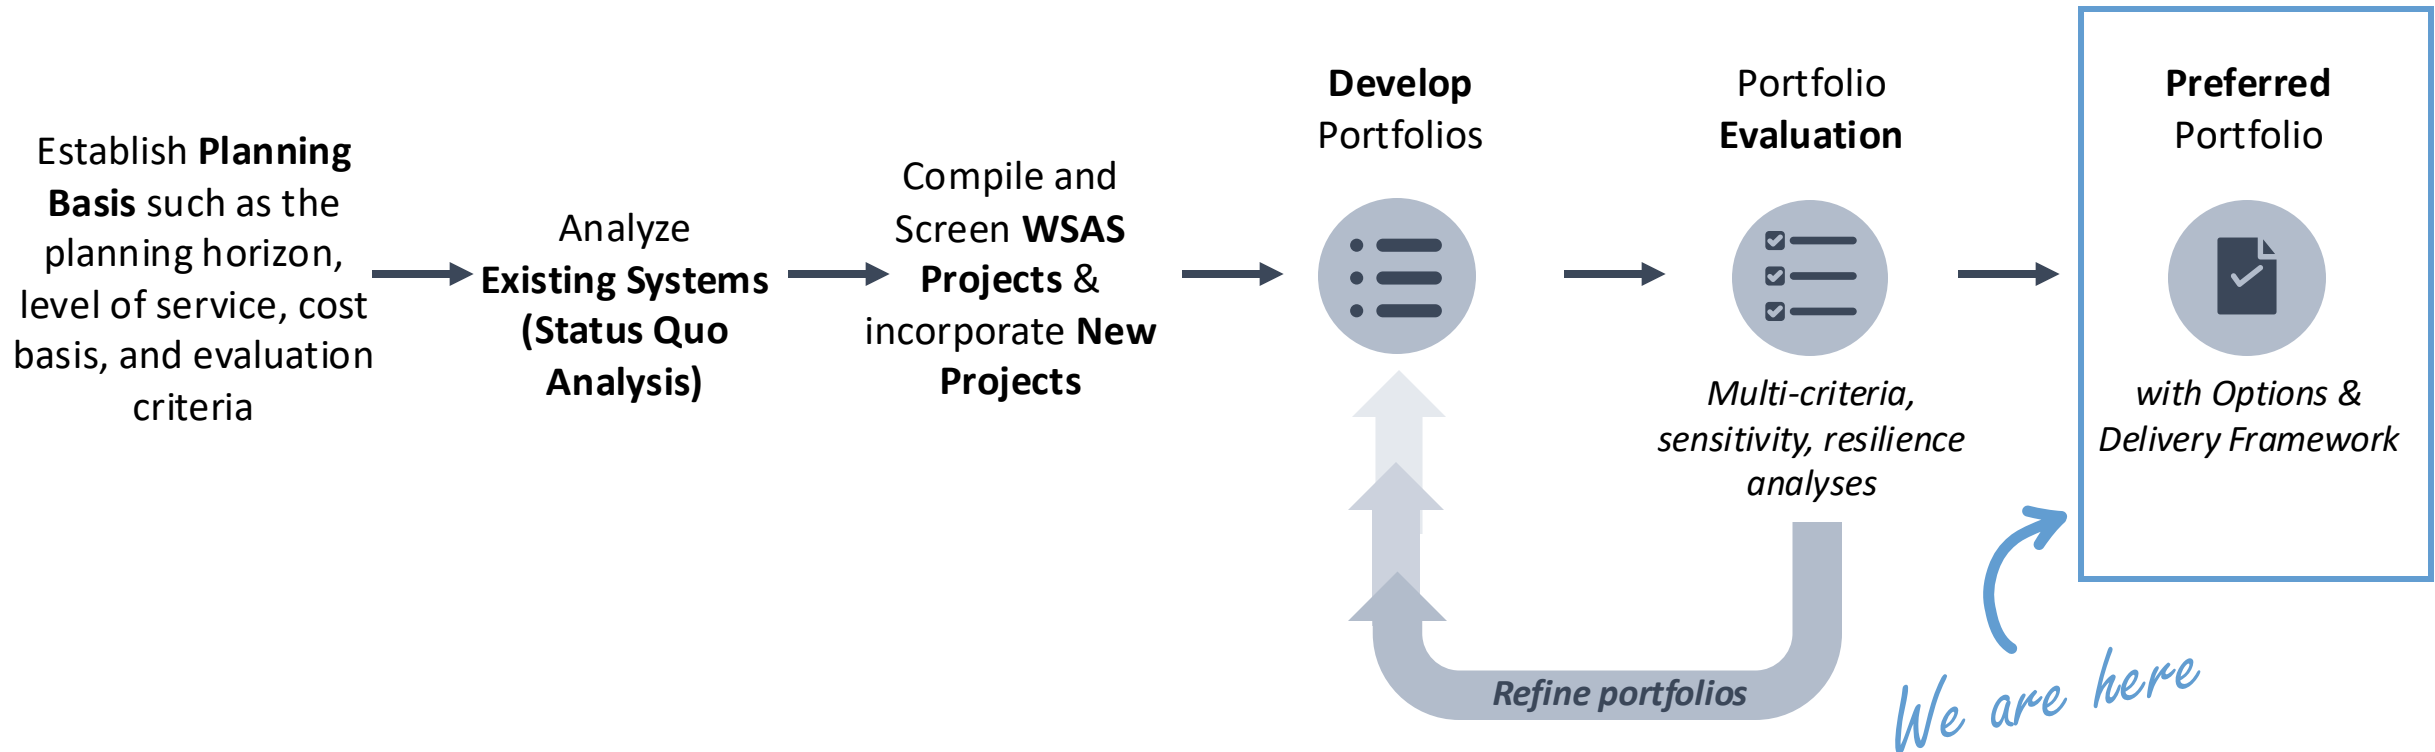 Establish Planning
Basis such as the
planning horizon,
level of service, cost
basis, and evaluation
criteria
Analyze
Existing Systems
(Status Quo
Analysis)
Compile and
Screen WSAS
Projects &
incorporate New
Projects
Develop
Portfolios
Portfolio
Evaluation
Multi-criteria,
sensitivity, resilience
analyses
Refine portfolios
Preferred
Portfolio
with Options &
Delivery Framework
We are here